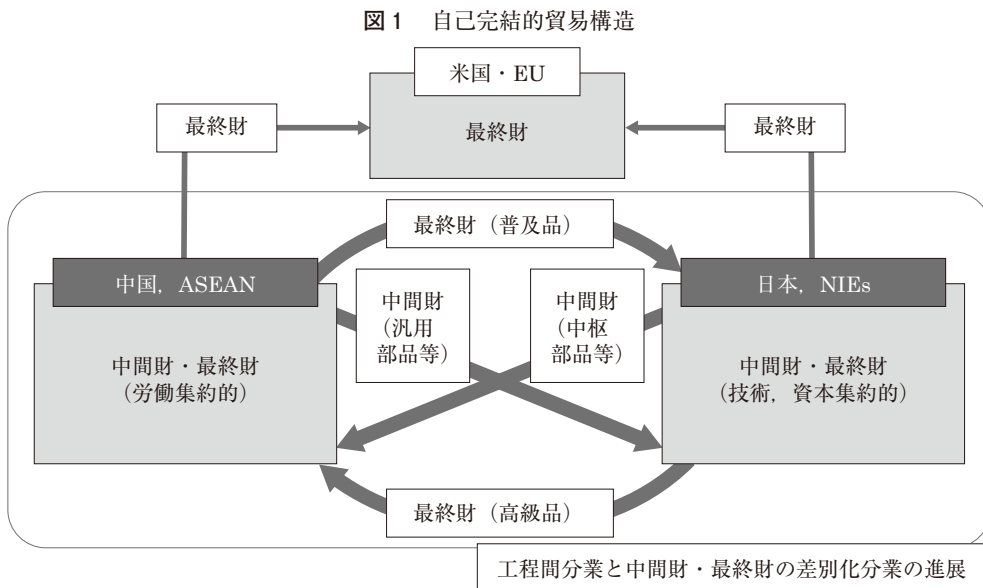 図1 自己完結的貿易構造
米国・EU
最終財
最終財
最終財
最終財（普及品）
中国，ASEAN
日本，NIEs
中間財
（汎用
部品等）
中間財
（中枢
部品等）
中間財・最終財
（労働集約的）
中間財・最終財
（技術，資本集約的）
最終財（高級品）
工程間分業と中間財・最終財の差別化分業の進展